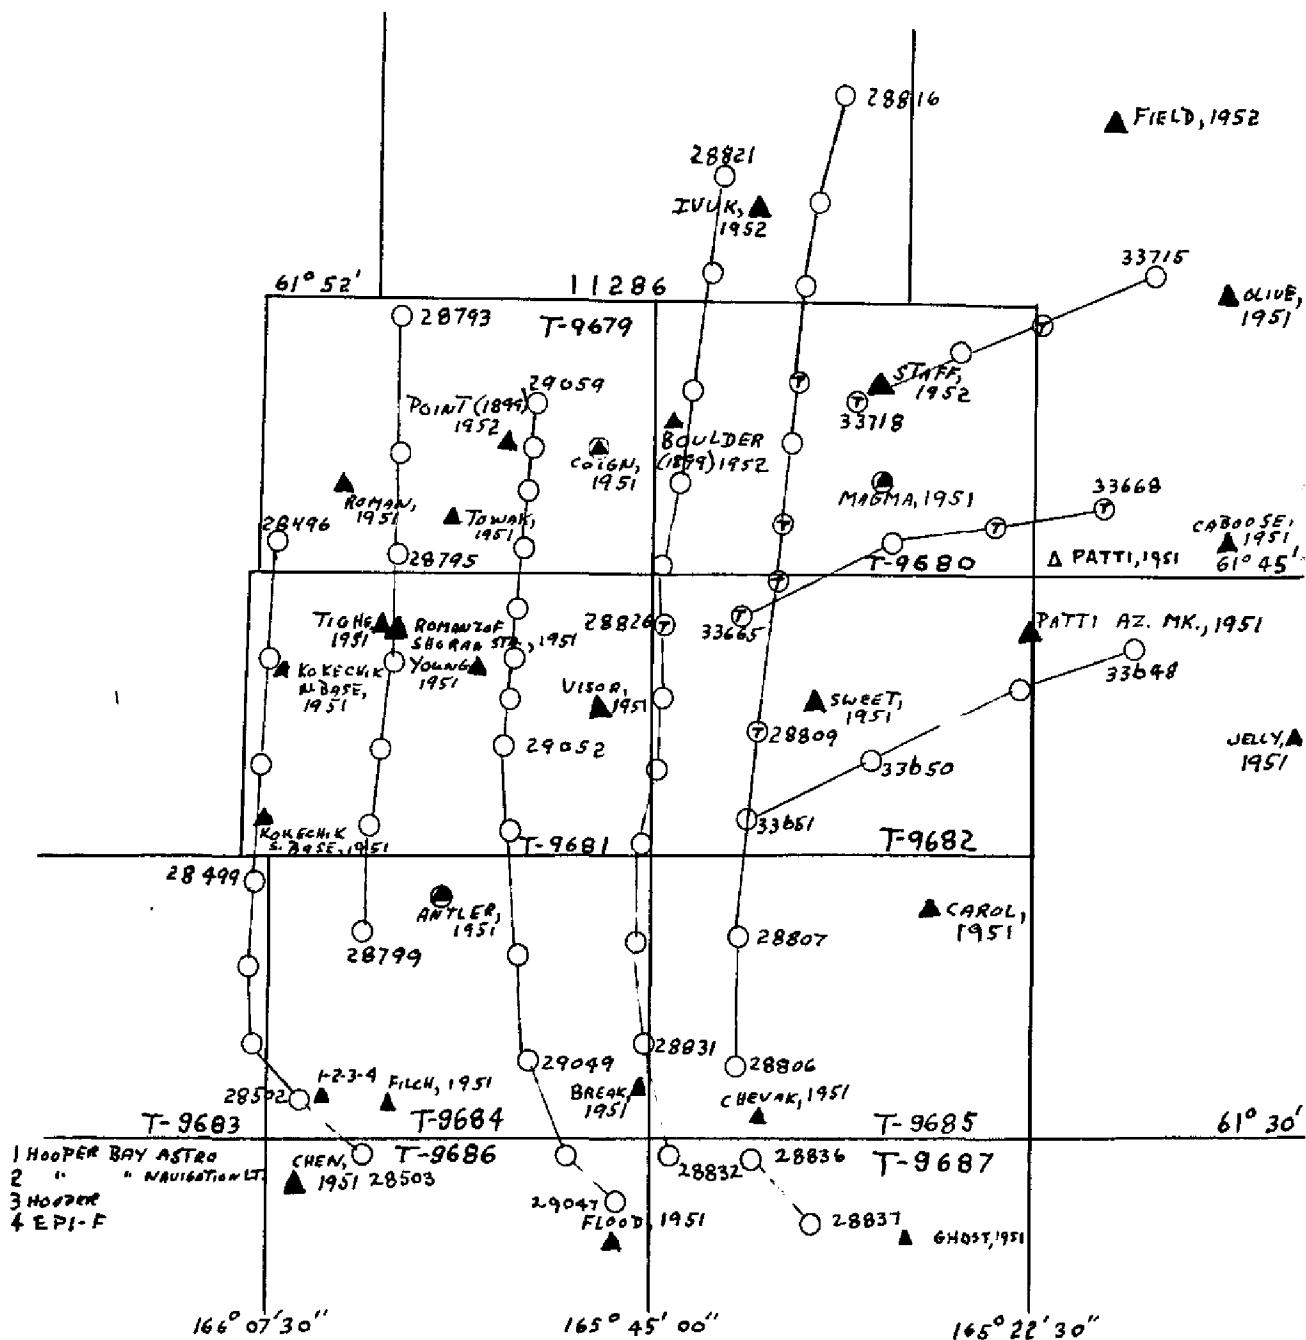 28816
FIELD, 1952
28821
IVUK,
1952
33715
61° 52'
11286
OLIVE,
1951
28793
T-9679
T
29059
STAFF,
1952
T
POINT (1899)
1952
T
33718
BOULDER
(1899) 1952
COIGN,
1951
ROMAN,
1951
MAGMA, 1951
33668
T
TOWAK,
1951
28496
T
T
CABOOSE,
1951
61° 45'
28795
T-9680
PATTI, 1951
T
TIGHE,
1951
ROMANZOF
SHORAN STA., 1951
28826
T
33665
T
PATTI AZ. MK., 1951
KOKECHIK
N. BASE,
1951
YOUNG
1951
33648
VISOR,
1951
SWEET,
1951
T
28809
29052
JELLY,
1951
33650
33651
KOKECHIK
S. BASE, 1951
T-9681
T-9682
28499
ANTLER,
1951
CAROL,
1951
28799
28807
28831
29049
28806
1-2-3-4
FILCH, 1951
BREAK,
1951
CHEVAK, 1951
28502
T-9683
T-9684
T-9685
61° 30'
1 HOOPER BAY ASTRO
2 " " NAVIGATION LT.
3 HOOPER
4 EPI-F
CHEN,
1951
28503
T-9686
28832
28836
T-9687
29047
FLOOD, 1951
28837
GHOST, 1951
166° 07' 30"
165° 45' 00"
165° 22' 30"